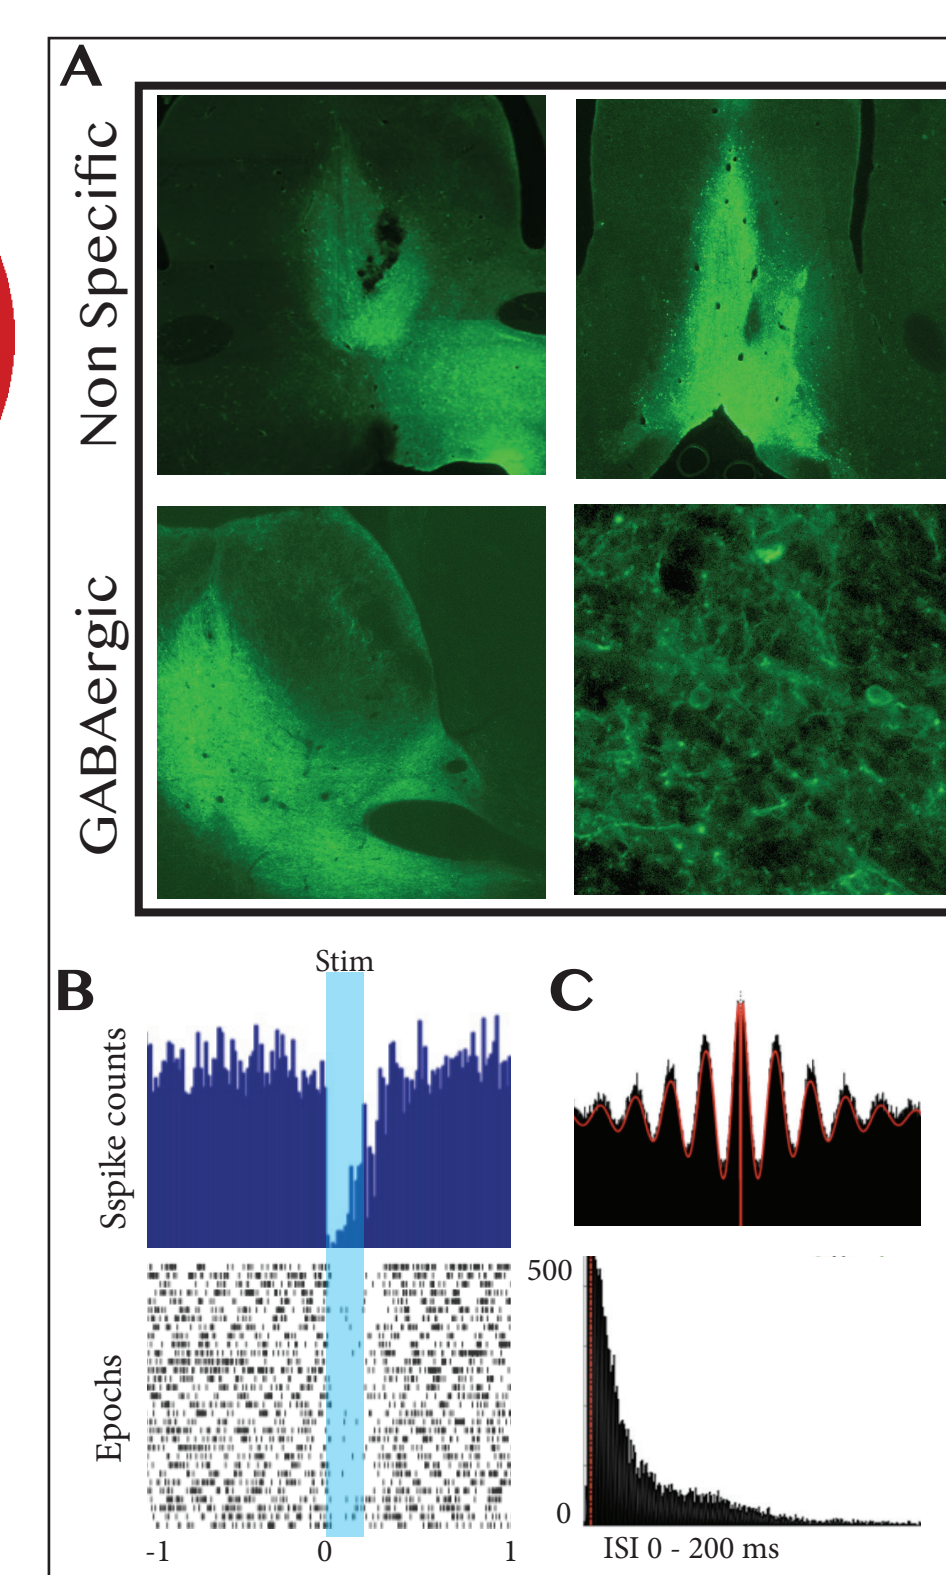 A
Non Specific
GABAergic
B
Stim
Sspike counts
Epochs
-1 0 1
C
500
0
ISI 0 - 200 ms